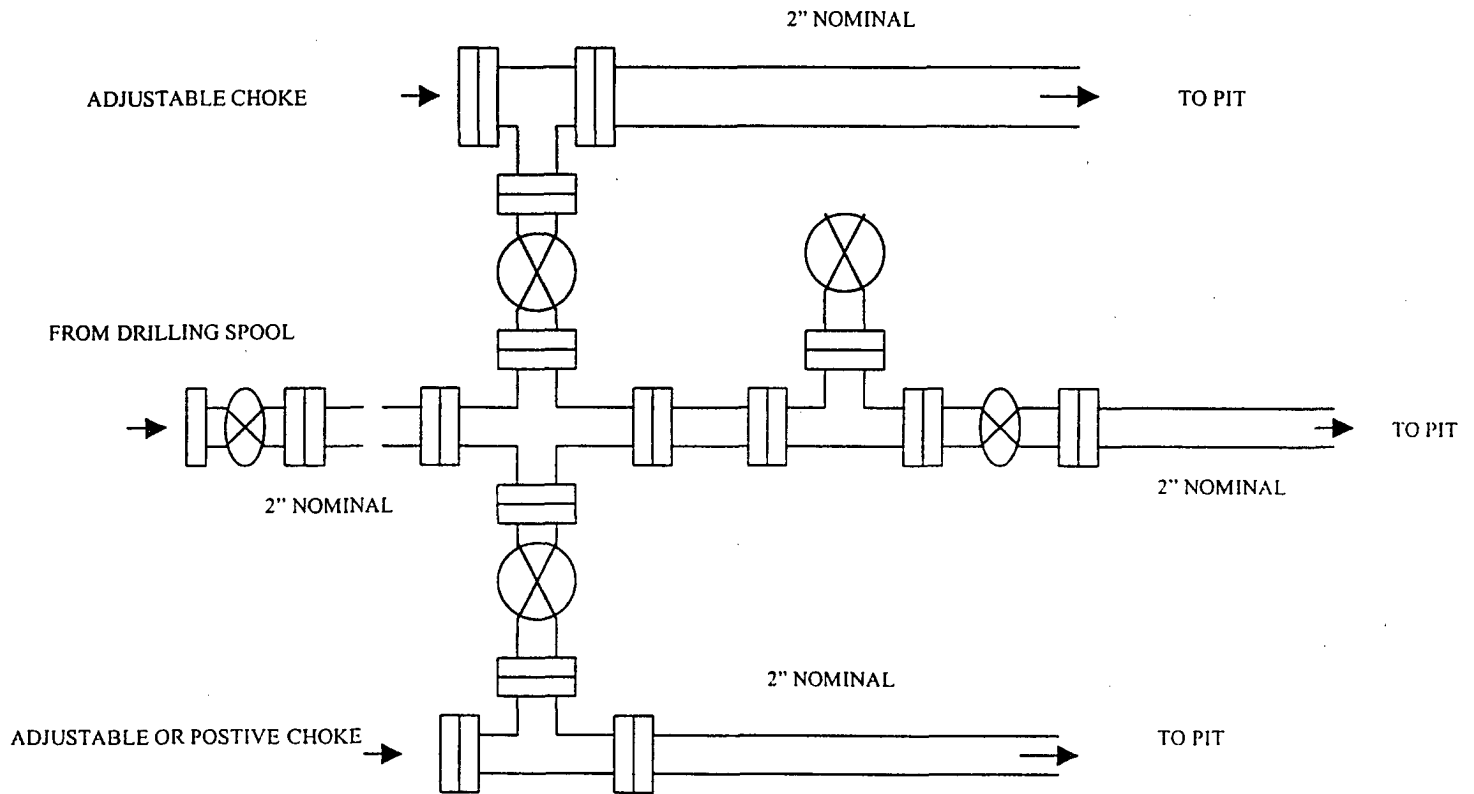 2” NOMINAL
ADJUSTABLE CHOKE
TO PIT
FROM DRILLING SPOOL
TO PIT
2” NOMINAL
2” NOMINAL
2” NOMINAL
ADJUSTABLE OR POSTIVE CHOKE
TO PIT